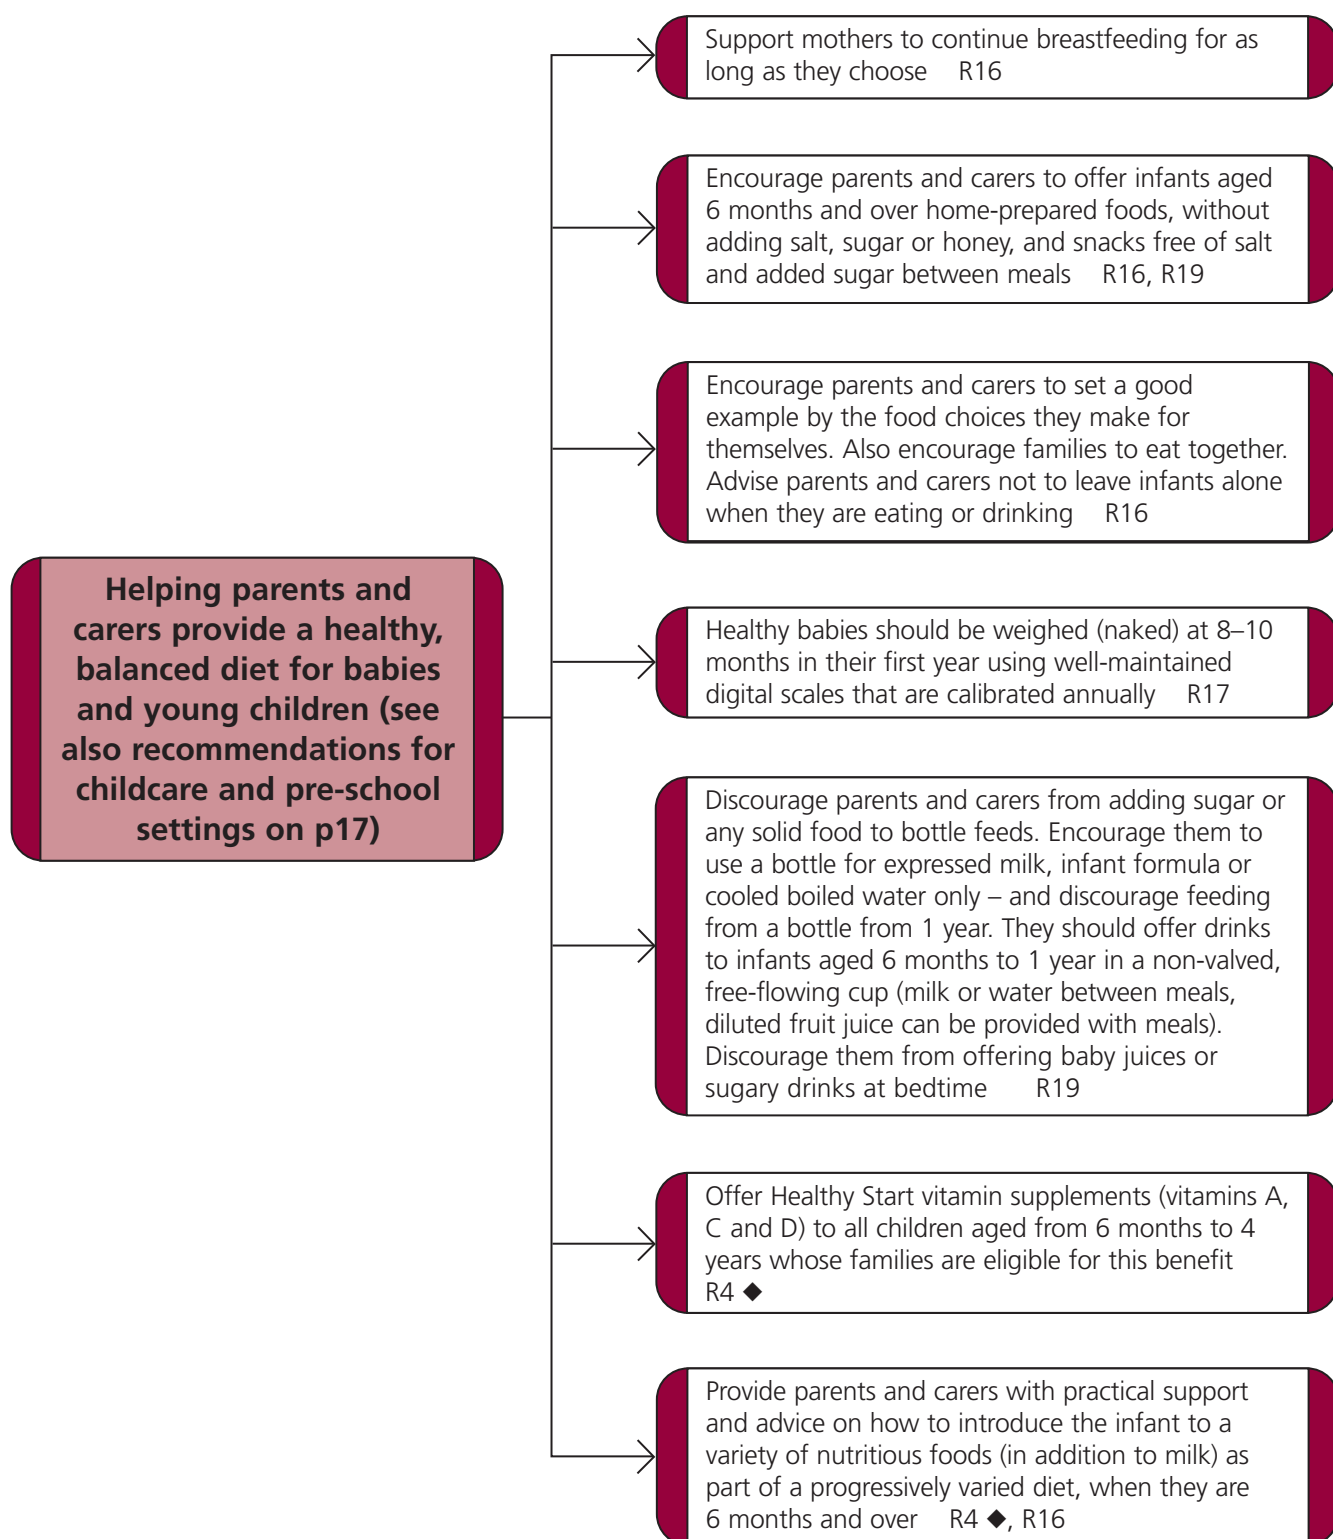 Support mothers to continue breastfeeding for as
long as they choose R16
Encourage parents and carers to offer infants aged
6 months and over home-prepared foods, without
adding salt, sugar or honey, and snacks free of salt
and added sugar between meals R16, R19
Encourage parents and carers to set a good
example by the food choices they make for
themselves. Also encourage families to eat together.
Advise parents and carers not to leave infants alone
when they are eating or drinking R16
Helping parents and
carers provide a healthy,
balanced diet for babies
and young children (see
also recommendations for
childcare and pre-school
settings on p17)
Healthy babies should be weighed (naked) at 8–10
months in their first year using well-maintained
digital scales that are calibrated annually R17
Discourage parents and carers from adding sugar or
any solid food to bottle feeds. Encourage them to
use a bottle for expressed milk, infant formula or
cooled boiled water only – and discourage feeding
from a bottle from 1 year. They should offer drinks
to infants aged 6 months to 1 year in a non-valved,
free-flowing cup (milk or water between meals,
diluted fruit juice can be provided with meals).
Discourage them from offering baby juices or
sugary drinks at bedtime R19
Offer Healthy Start vitamin supplements (vitamins A,
C and D) to all children aged from 6 months to 4
years whose families are eligible for this benefit
R4 ◆
Provide parents and carers with practical support
and advice on how to introduce the infant to a
variety of nutritious foods (in addition to milk) as
part of a progressively varied diet, when they are
6 months and over R4 ◆, R16